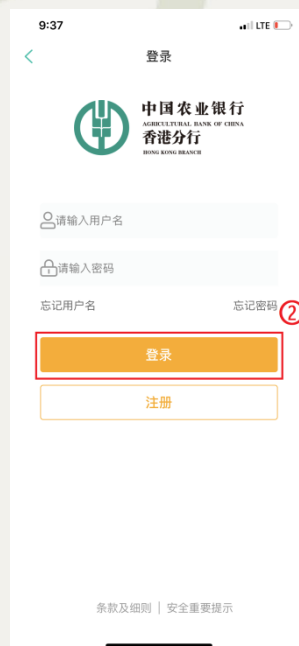 9:37
LTE
登录
中国农业银行
AGRICULTURAL BANK OF CHINA
香港分行
HONG KONG BRANCH
请输入用户名
请输入密码
忘记用户名 忘记密码
②
登录
注册
条款及细则 | 安全重要提示